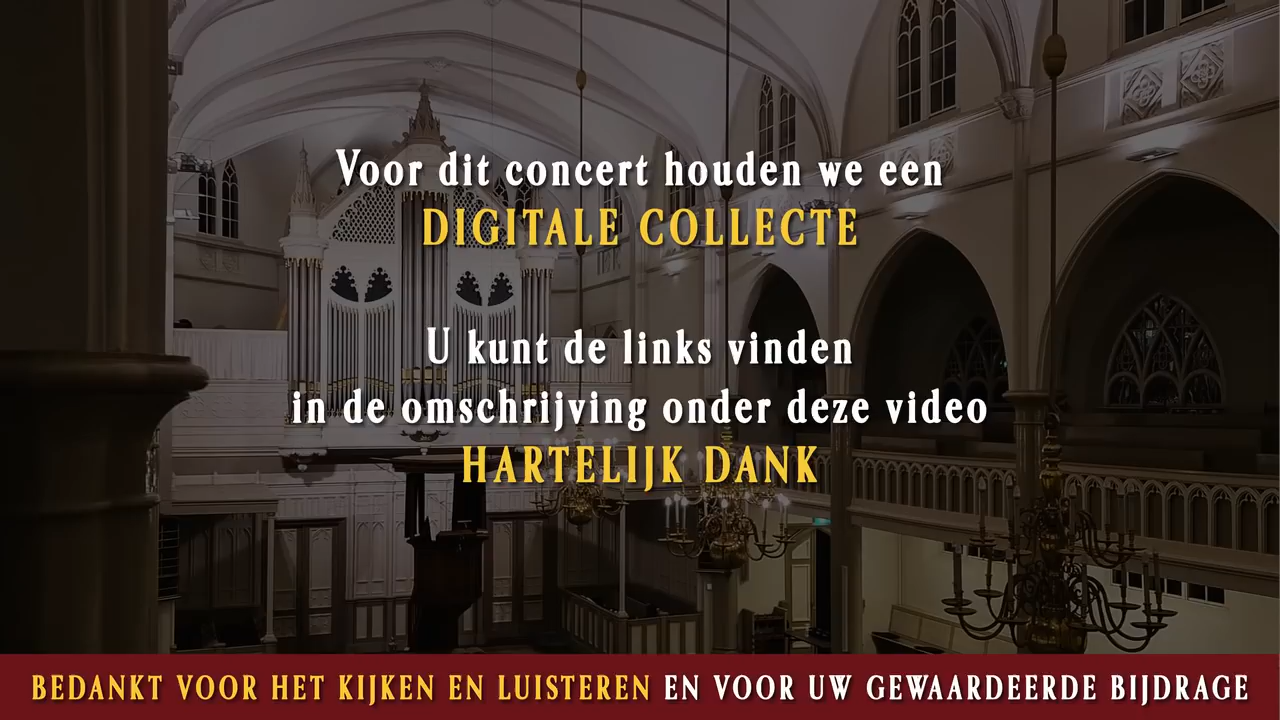 Voor dit concert houden we een
DIGITALE COLLECTE
U kunt de links vinden
in de omschrijving onder deze video
HARTELIJK DANK
BEDANKT VOOR HET KIJKEN EN LUISTEREN EN VOOR UW GEWAARDEERDE BIJDRAGE